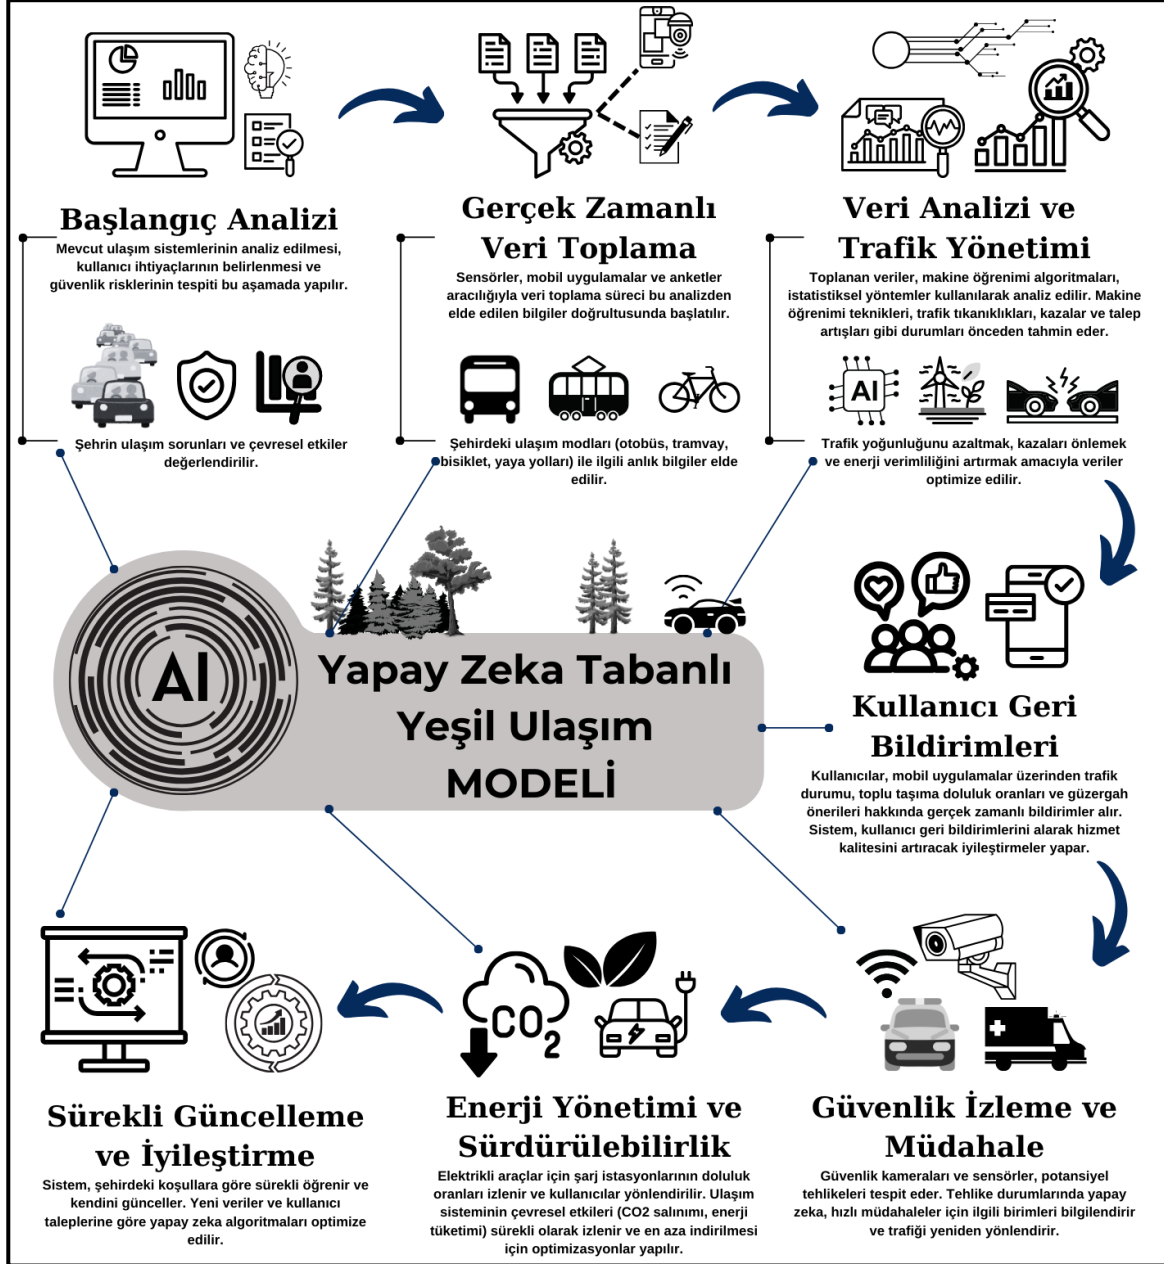 Başlangıç Analizi
Mevcut ulaşım sistemlerinin analiz edilmesi,
kullanıcı ihtiyaçlarının belirlenmesi ve
güvenlik risklerinin tespiti bu aşamada yapılır.
Şehrin ulaşım sorunları ve çevresel etkiler
değerlendirilir.
Gerçek Zamanlı
Veri Toplama
Sensörler, mobil uygulamalar ve anketler
aracılığıyla veri toplama süreci bu analizden
elde edilen bilgiler doğrultusunda başlatılır.
Şehirdeki ulaşım modları (otobüs, tramvay,
bisiklet, yaya yolları) ile ilgili anlık bilgiler elde
edilir.
Veri Analizi ve
Trafik Yönetimi
Toplanan veriler, makine öğrenimi algoritmaları,
istatistiksel yöntemler kullanılarak analiz edilir. Makine
öğrenimi teknikleri, trafik tıkanıklıkları, kazalar ve talep
artışları gibi durumları önceden tahmin eder.
AI
Trafik yoğunluğunu azaltmak, kazaları önlemek
ve enerji verimliliğini artırmak amacıyla veriler
optimize edilir.
AI
Yapay Zeka Tabanlı
Yeşil Ulaşım
MODELİ
Kullanıcı Geri
Bildirimleri
Kullanıcılar, mobil uygulamalar üzerinden trafik
durumu, toplu taşıma doluluk oranları ve güzergah
önerileri hakkında gerçek zamanlı bildirimler alır.
Sistem, kullanıcı geri bildirimlerini alarak hizmet
kalitesini artıracak iyileştirmeler yapar.
Sürekli Güncelleme
ve İyileştirme
Sistem, şehirdeki koşullara göre sürekli öğrenir ve
kendini günceller. Yeni veriler ve kullanıcı
taleplerine göre yapay zeka algoritmaları optimize
edilir.
CO2
Enerji Yönetimi ve
Sürdürülebilirlik
Elektrikli araçlar için şarj istasyonlarının doluluk
oranları izlenir ve kullanıcılar yönlendirilir. Ulaşım
sisteminin çevresel etkileri (CO2 salınımı, enerji
tüketimi) sürekli olarak izlenir ve en aza indirilmesi
için optimizasyonlar yapılır.
Güvenlik İzleme ve
Müdahale
Güvenlik kameraları ve sensörler, potansiyel
tehlikeleri tespit eder. Tehlike durumlarında yapay
zeka, hızlı müdahaleler için ilgili birimleri bilgilendirir
ve trafiği yeniden yönlendirir.